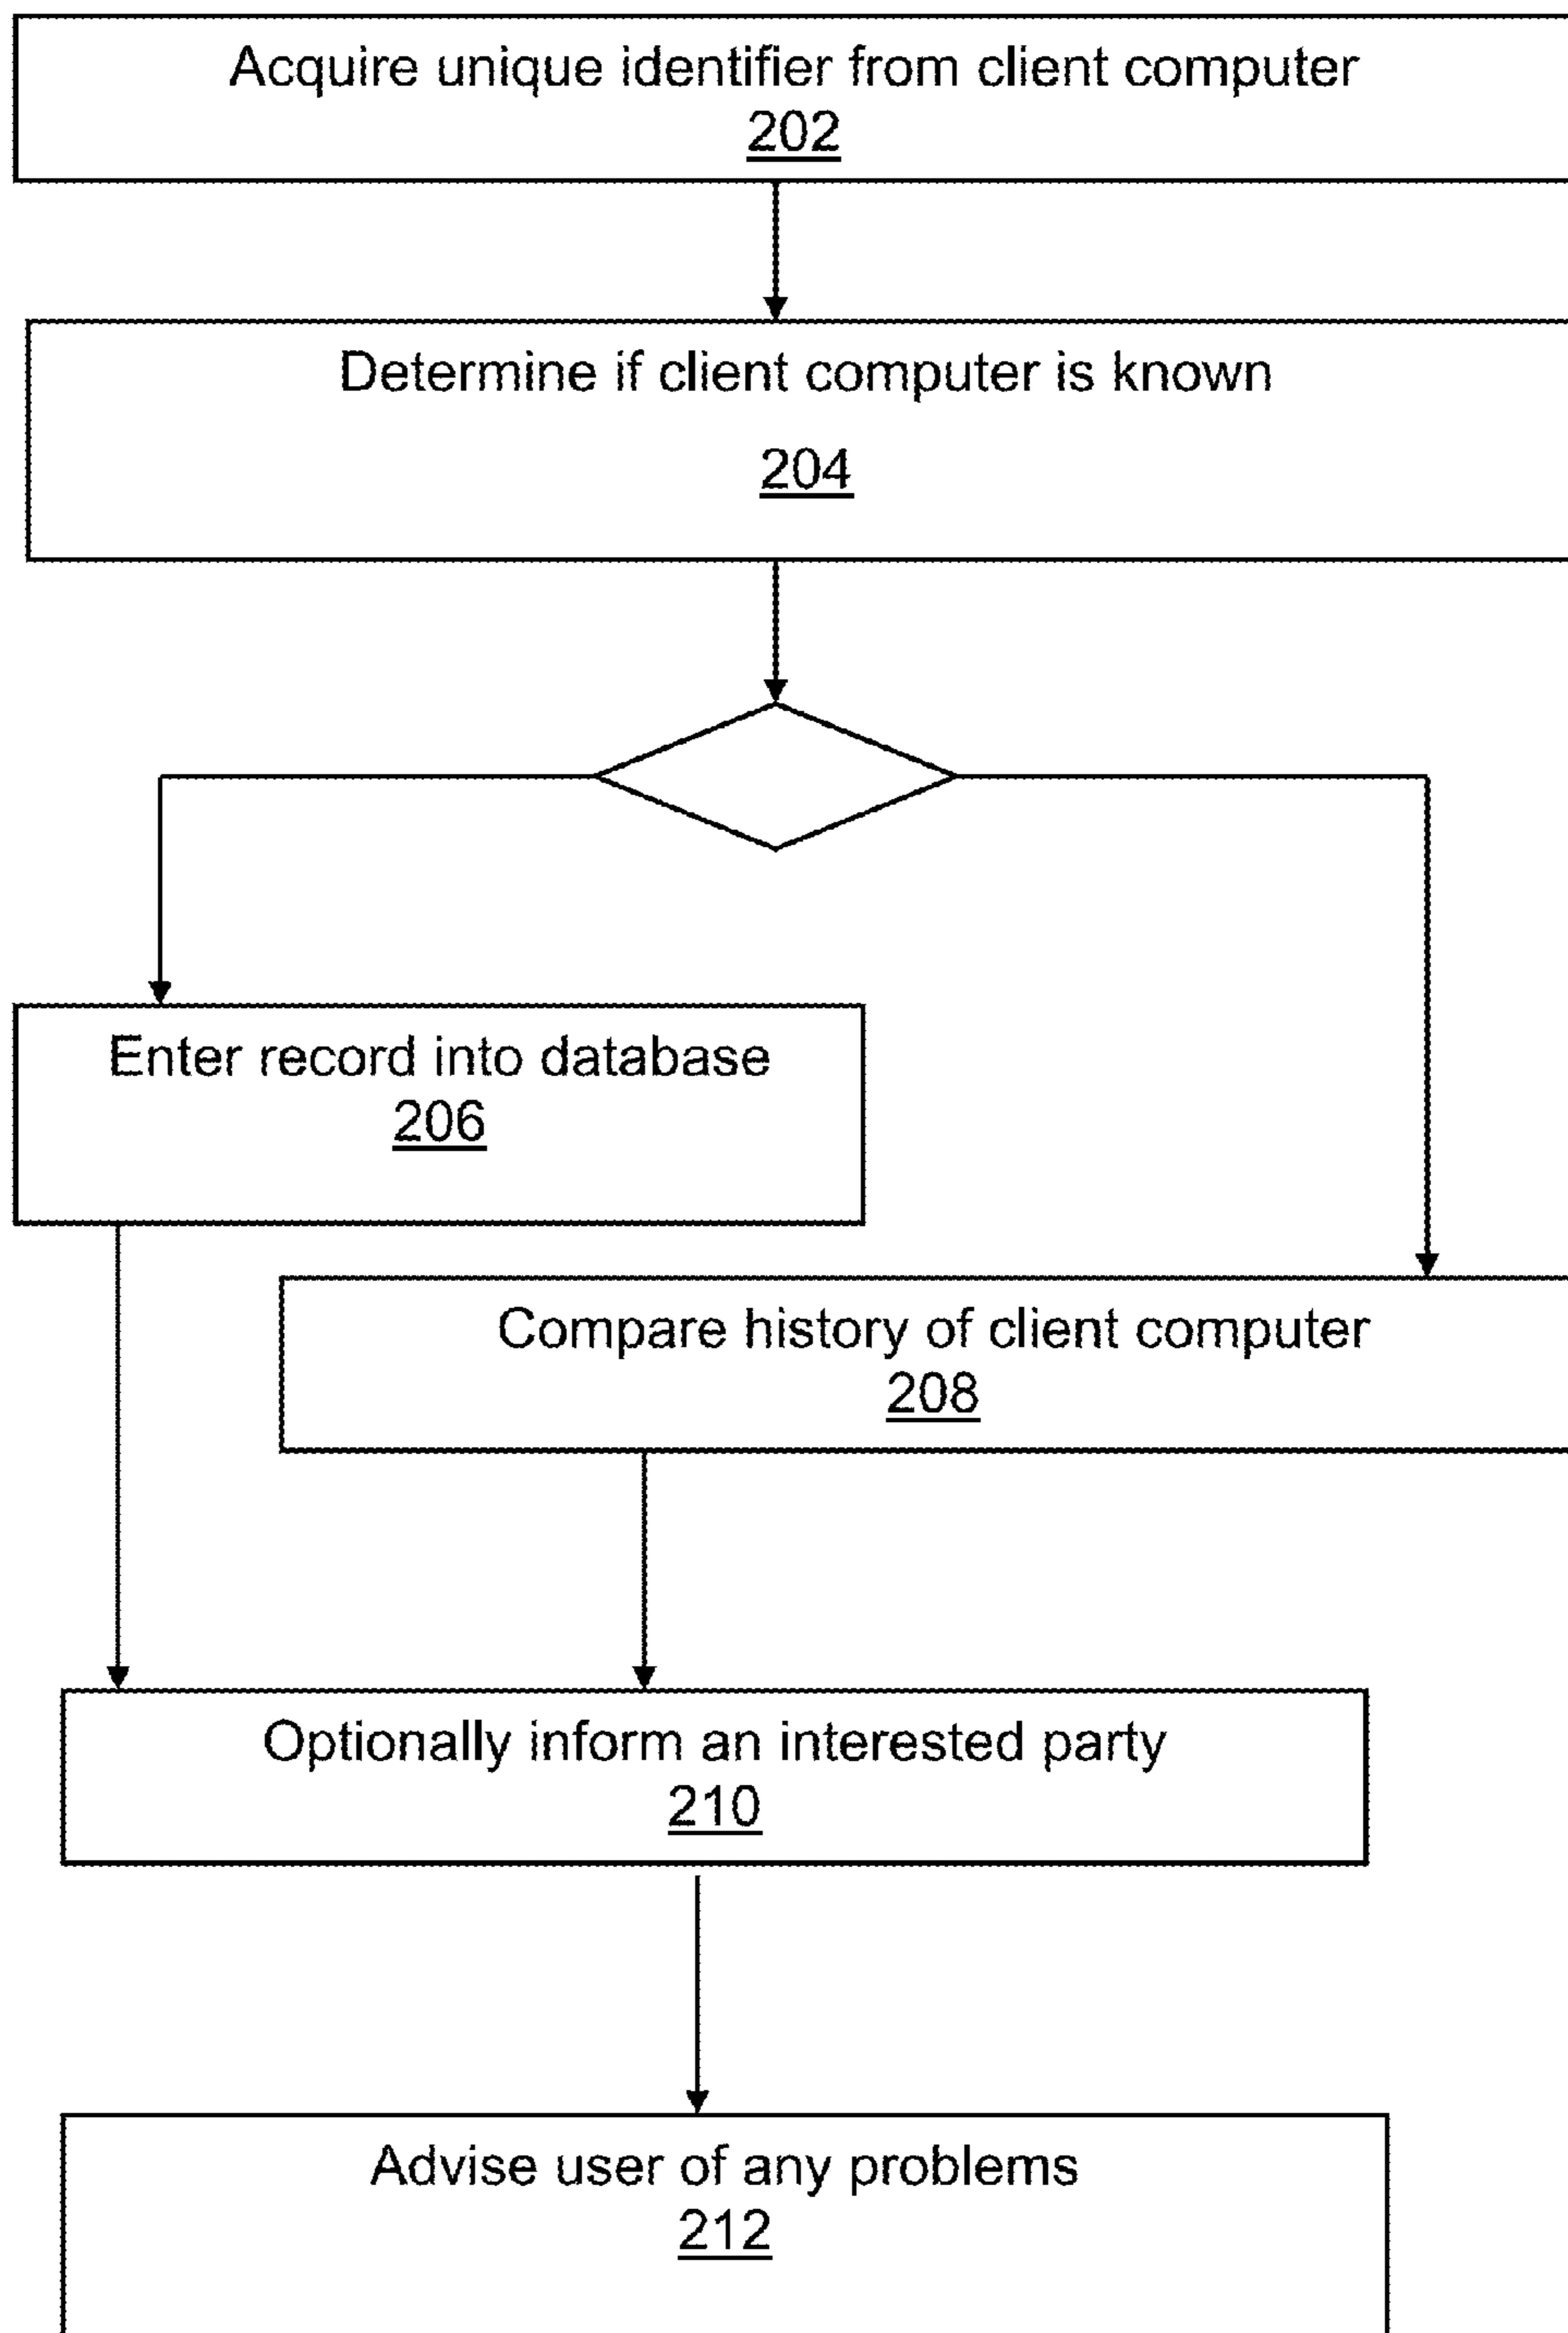 Acquire unique identifier from client computer
202
Determine if client computer is known
204
Enter record into database
206
Compare history of client computer
208
Optionally inform an interested party
210
Advise user of any problems
212